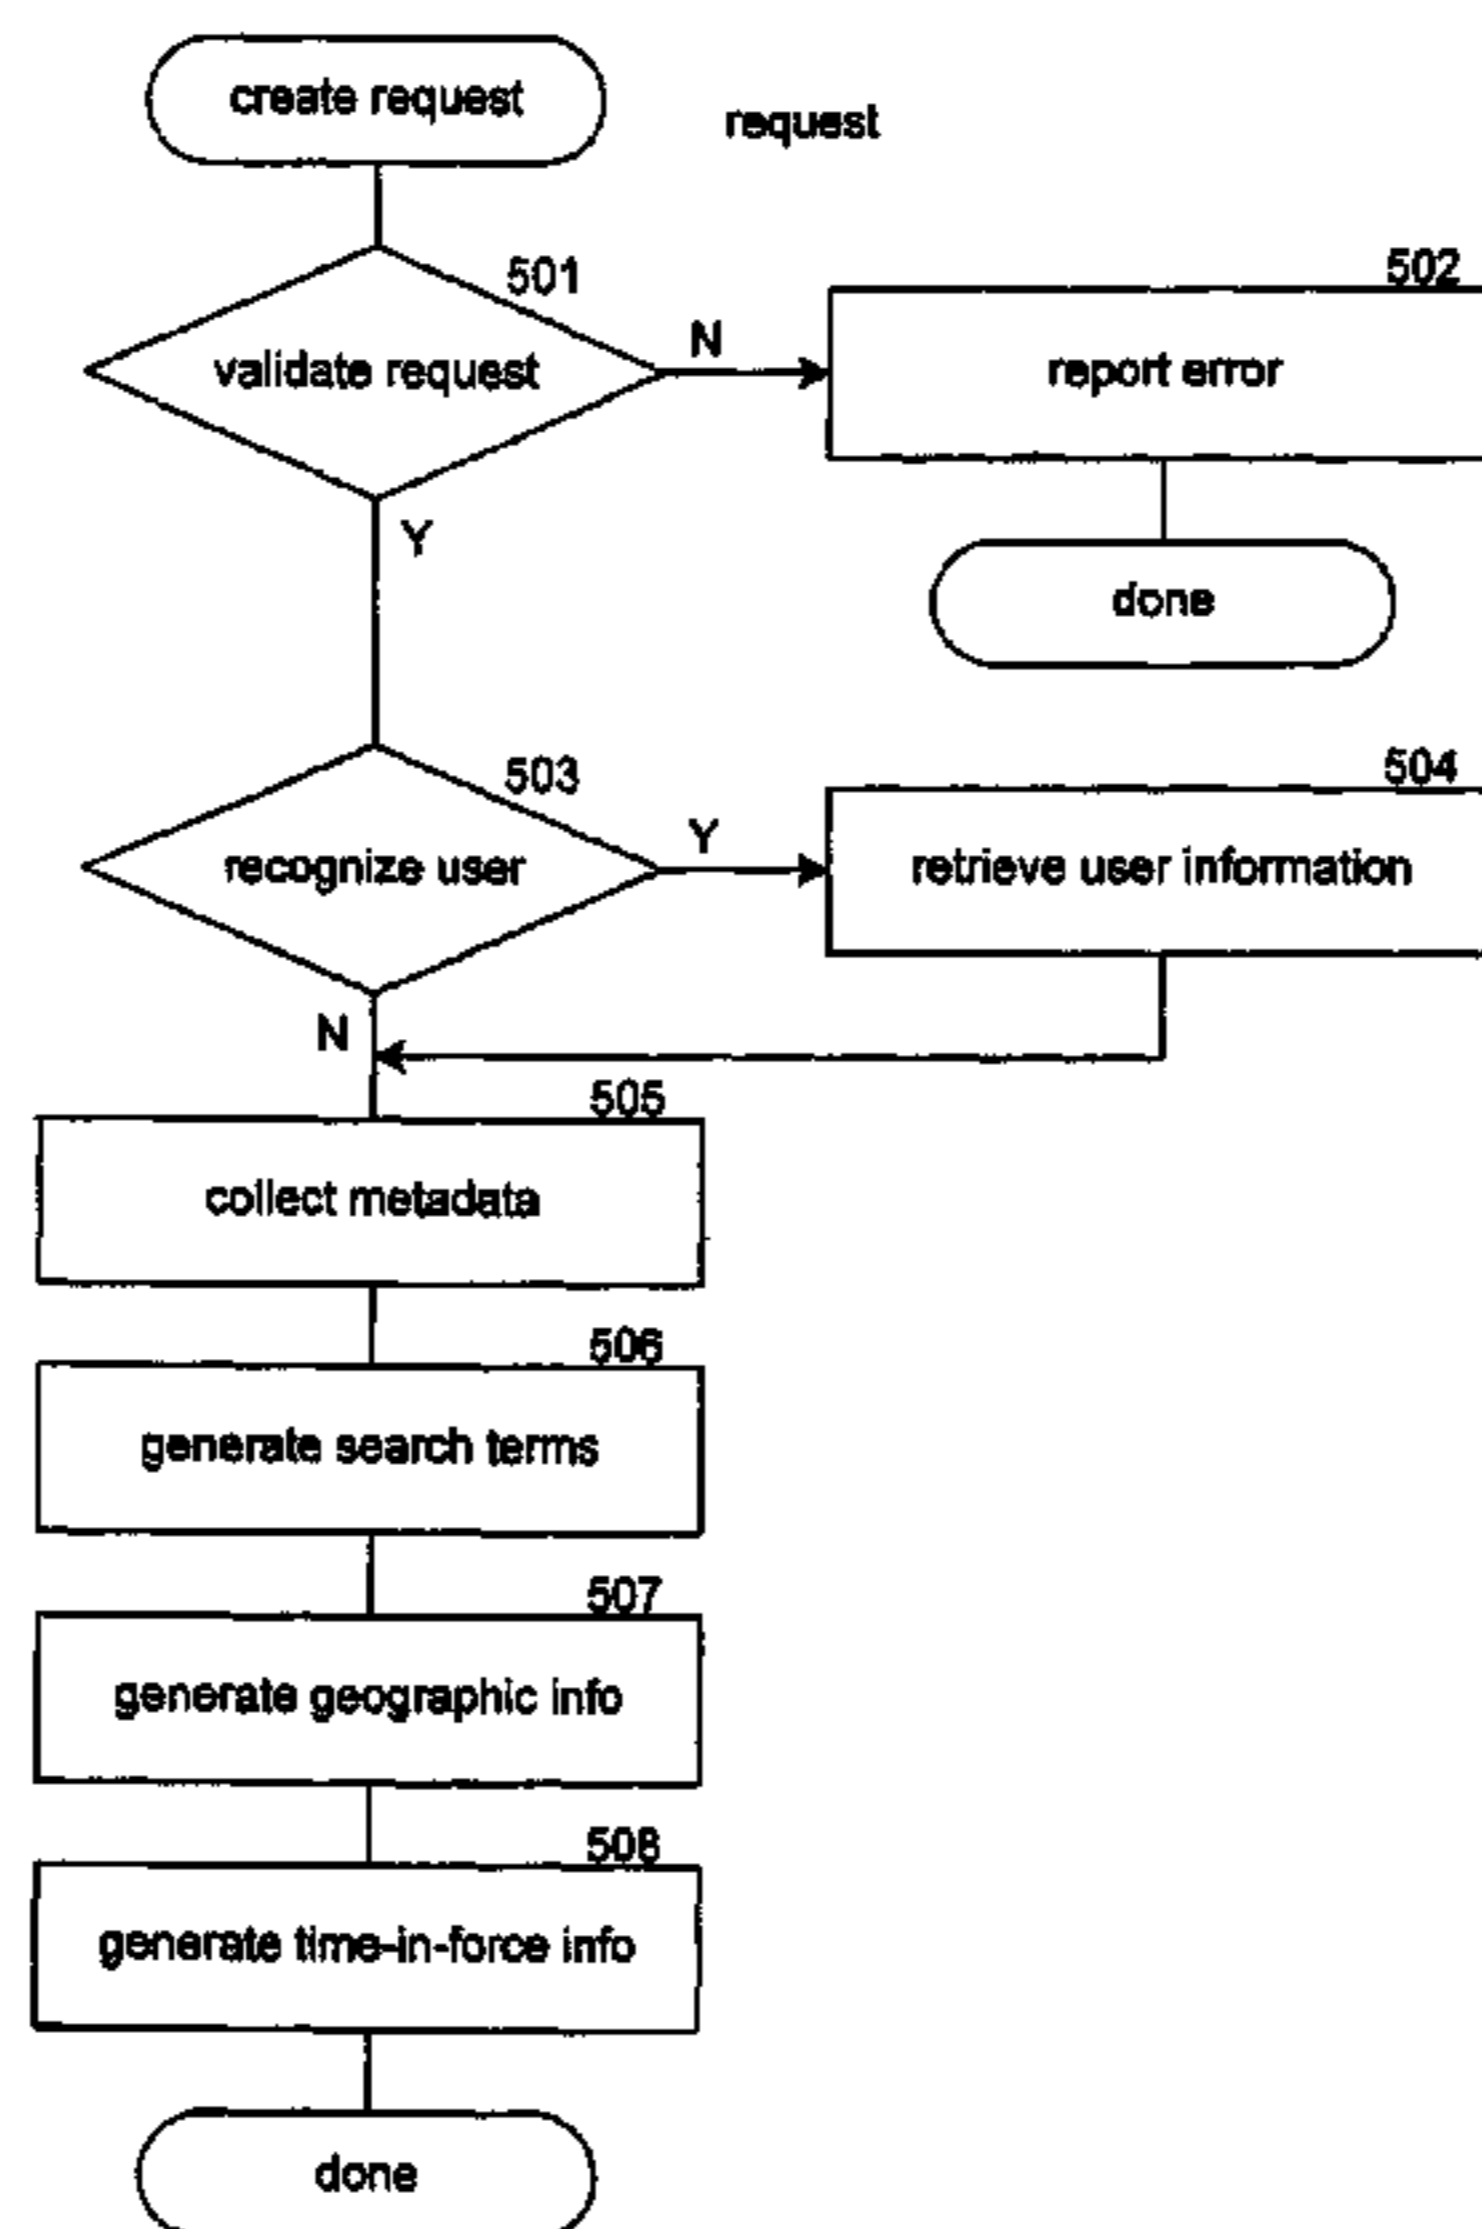 create request
request
501
validate request
N
502
report error
Y
done
503
recognize user
Y
504
retrieve user information
N
505
collect metadata
506
generate search terms
507
generate geographic info
508
generate time-in-force info
done